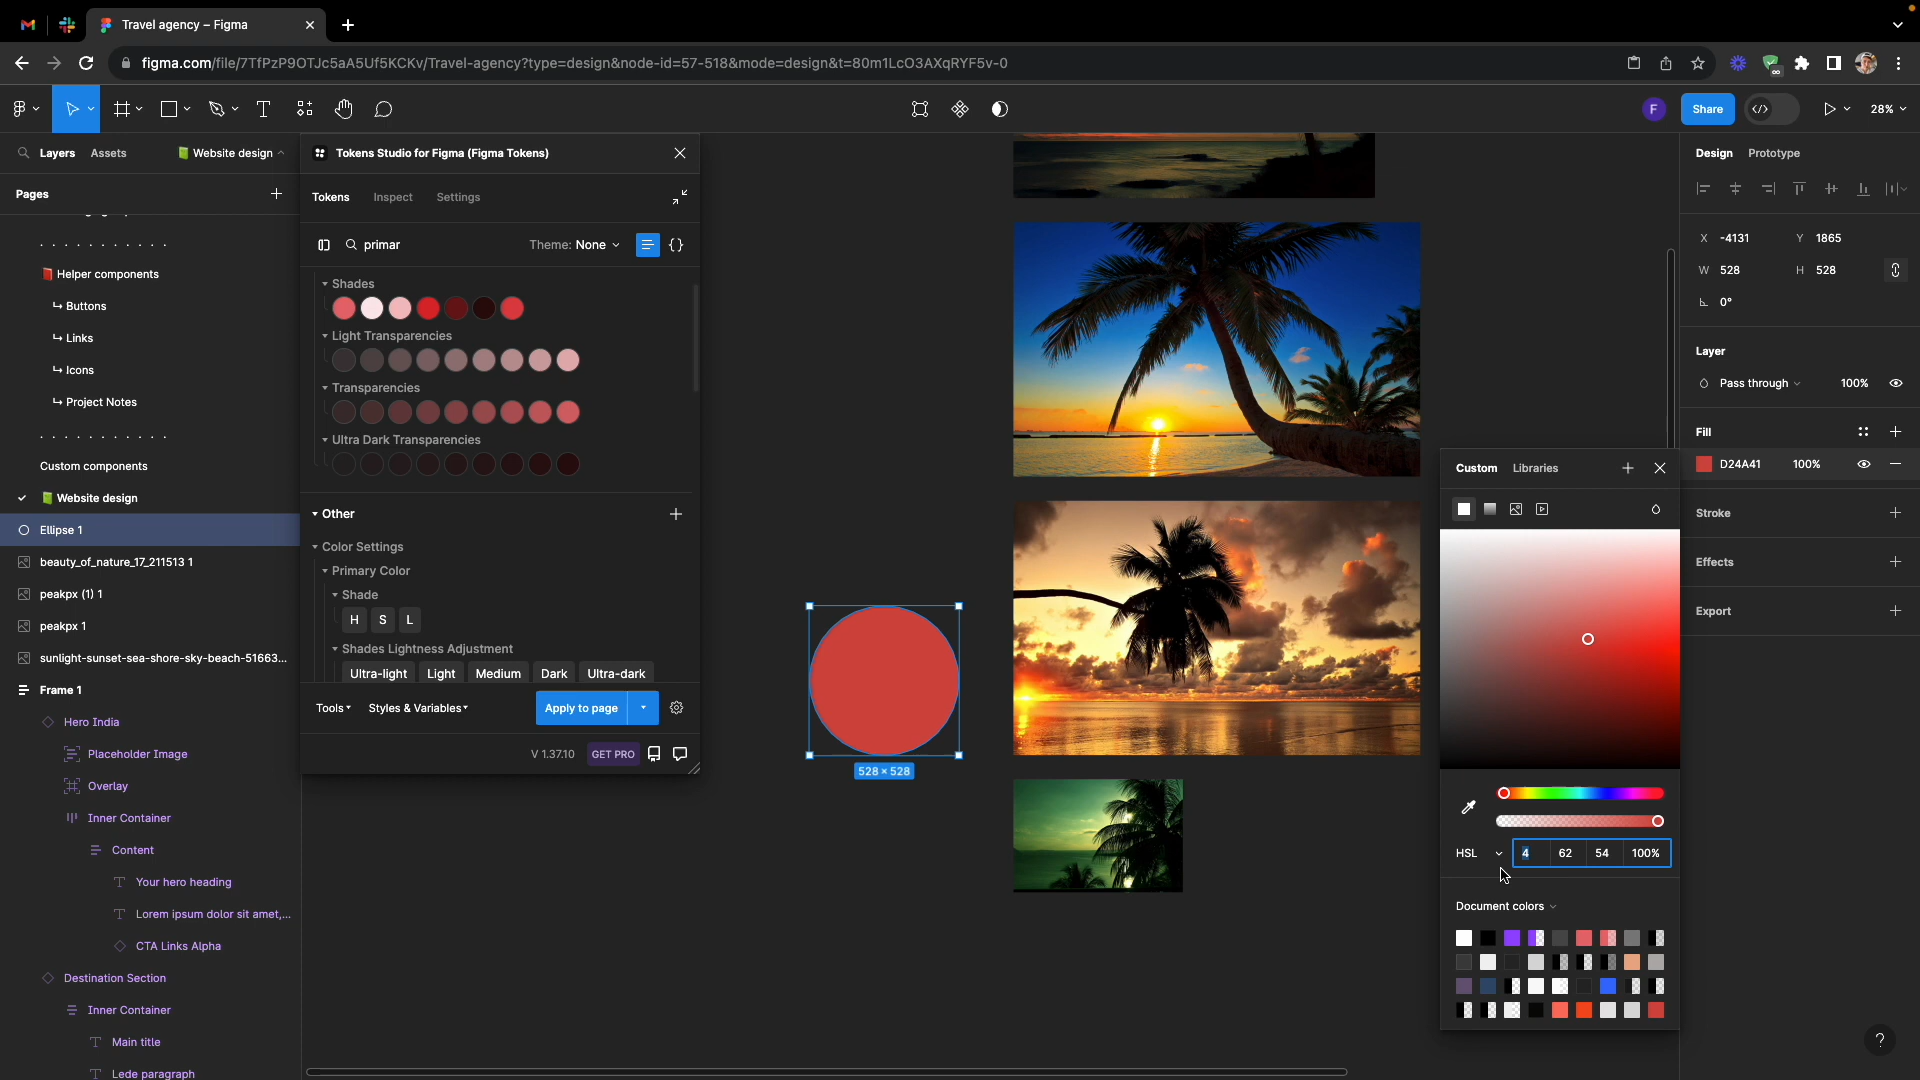 Travel agency – Figma
figma.com/file/7TfPzP9OTJc5aA5Uf5KCKv/Travel-agency?type=design&node-id=57-518&mode=design&t=80m1LcO3AXqRYF5v-0
F
Share
28%
Layers
Assets
Website design
Pages
Helper components
↳ Buttons
↳ Links
↳ Icons
↳ Project Notes
Custom components
Website design
Ellipse 1
beauty_of_nature_17_211513 1
peakpx (1) 1
peakpx 1
sunlight-sunset-sea-shore-sky-beach-51663...
Frame 1
Hero India
Placeholder Image
Overlay
Inner Container
Content
Your hero heading
Lorem ipsum dolor sit amet,...
CTA Links Alpha
Destination Section
Inner Container
Main title
Lede paragraph
Tokens Studio for Figma (Figma Tokens)
Tokens
Inspect
Settings
primar
Theme: None
Shades
Light Transparencies
Transparencies
Ultra Dark Transparencies
Other
Color Settings
Primary Color
Shade
H
S
L
Shades Lightness Adjustment
Ultra-light
Light
Medium
Dark
Ultra-dark
Tools
Styles & Variables
Apply to page
V 1.37.10
GET PRO
528 × 528
Design
Prototype
X -4131
Y 1865
W 528
H 528
0°
Layer
Pass through
100%
Fill
D24A41
100%
Stroke
Effects
Export
Custom
Libraries
HSL
4
62
54
100%
Document colors
?